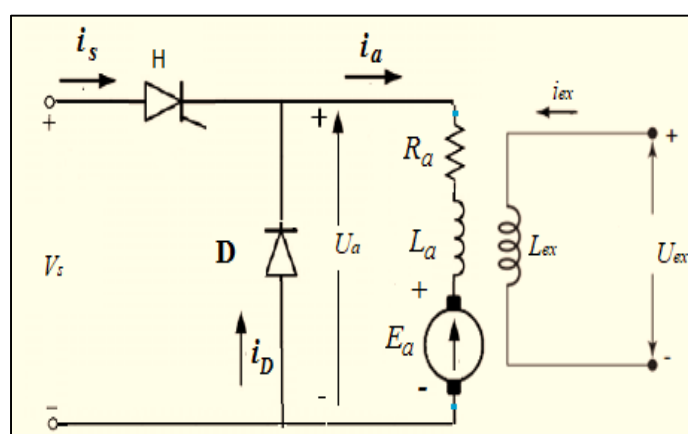 i_s H i_a
i_ex
+ + +
R_a
V_s D U_a L_a L_ex U_ex
+
i_D E_a
- - - -